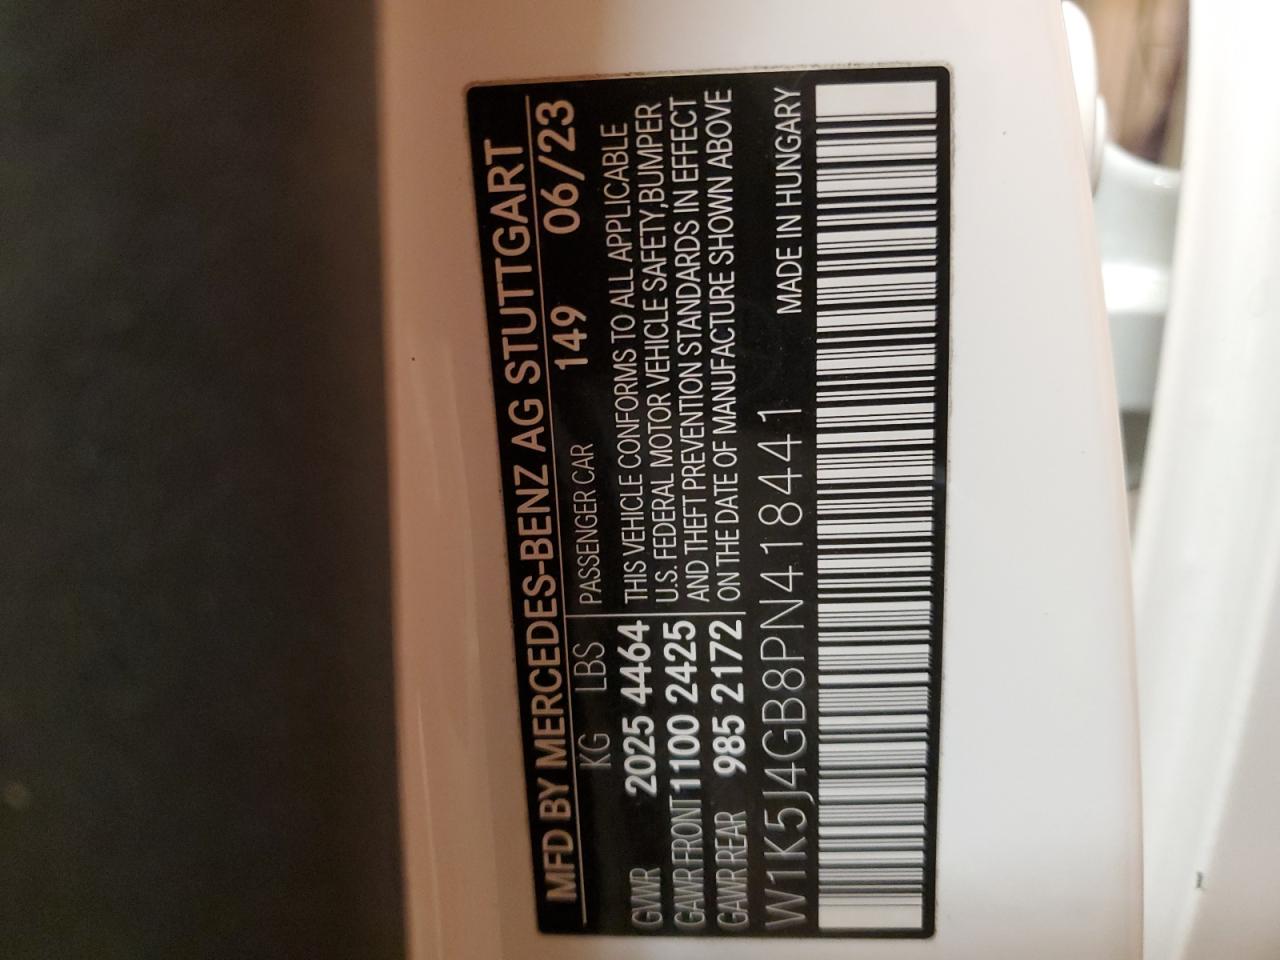 MFD BY MERCEDES-BENZ AG STUTTGART
KG LBS PASSENGER CAR 149 06/23
GVWR 2025 4464 THIS VEHICLE CONFORMS TO ALL APPLICABLE
GAWR FRONT 1100 2425 U.S. FEDERAL MOTOR VEHICLE SAFETY,BUMPER
GAWR REAR 985 2172 AND THEFT PREVENTION STANDARDS IN EFFECT
ON THE DATE OF MANUFACTURE SHOWN ABOVE
W1K5J4GB8PN418441 MADE IN HUNGARY